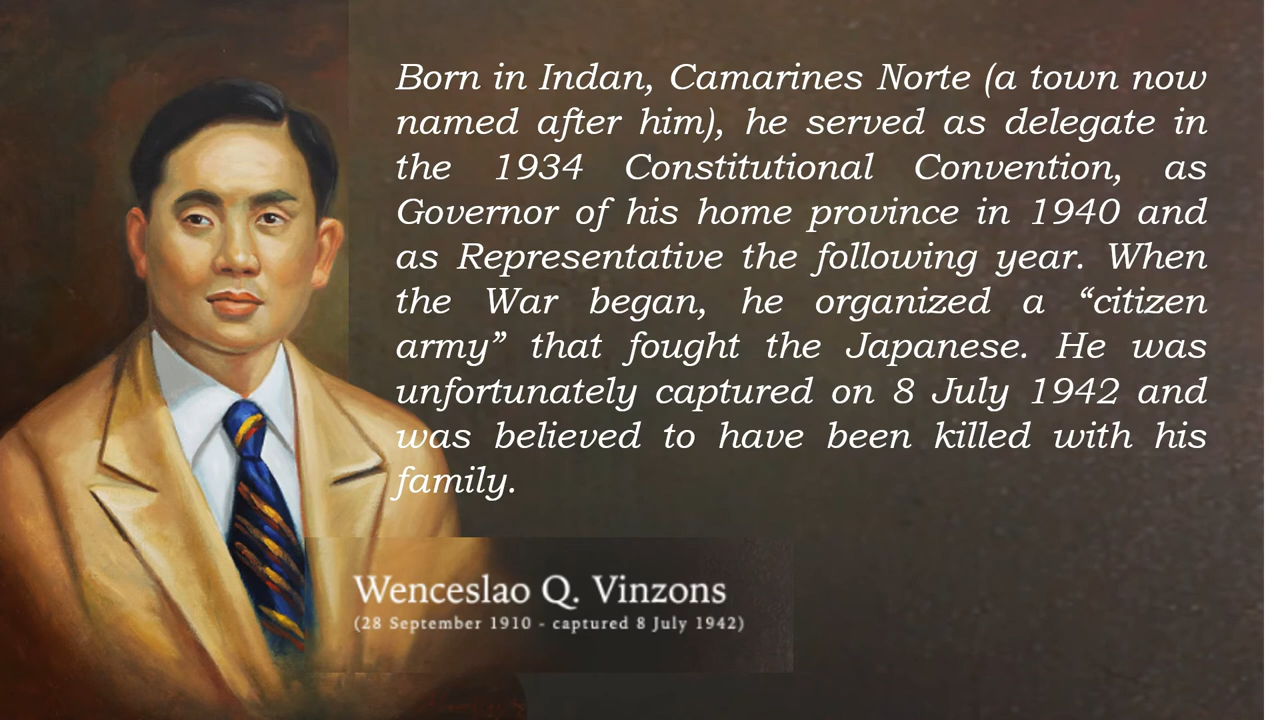 Born in Indan, Camarines Norte (a town now
named after him), he served as delegate in
the 1934 Constitutional Convention, as
Governor of his home province in 1940 and
as Representative the following year. When
the War began, he organized a “citizen
army” that fought the Japanese. He was
unfortunately captured on 8 July 1942 and
was believed to have been killed with his
family.
Wenceslao Q. Vinzons
(28 September 1910 - captured 8 July 1942)